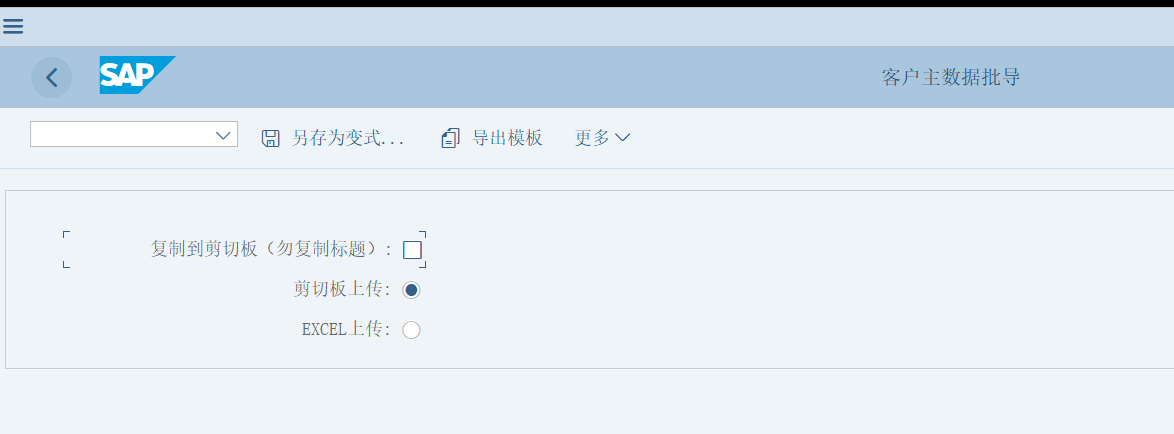 SAP
客户主数据批导
另存为变式...
导出模板
更多
复制到剪切板（勿复制标题）:
剪切板上传:
EXCEL上传: